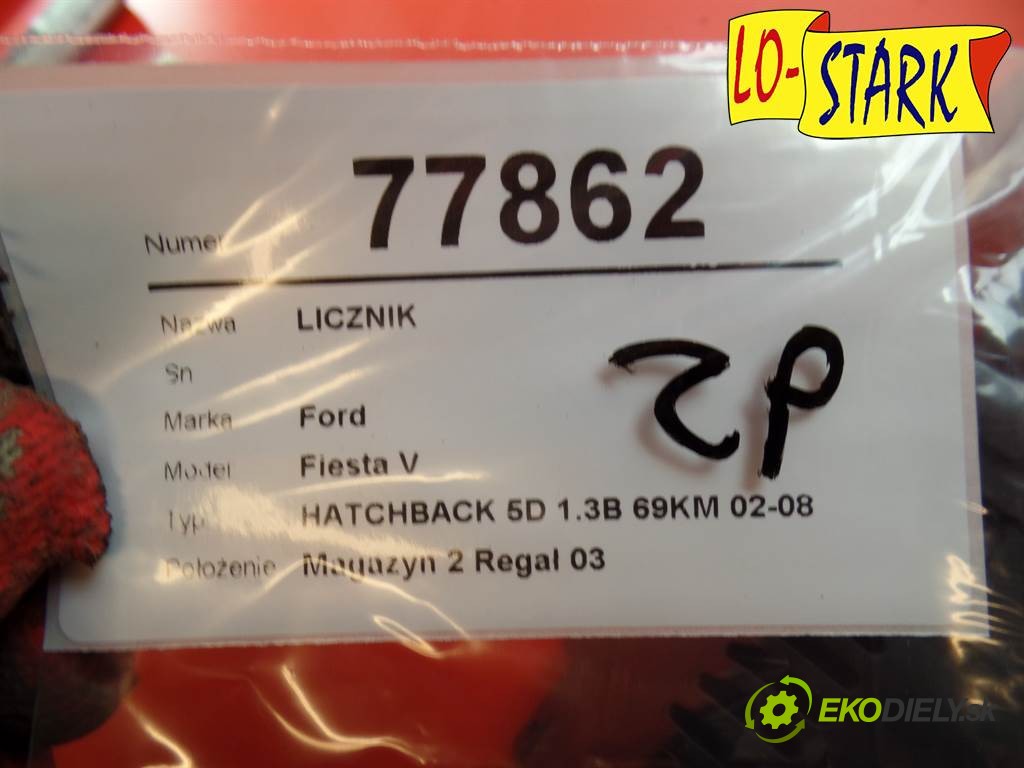 LO-STARK
Numer 77862
Nazwa LICZNIK
Sn
Marka Ford
Model Fiesta V
Typ HATCHBACK 5D 1.3B 69KM 02-08
Położenie Magazyn 2 Regał 03
ZP
EKODIELY.SK